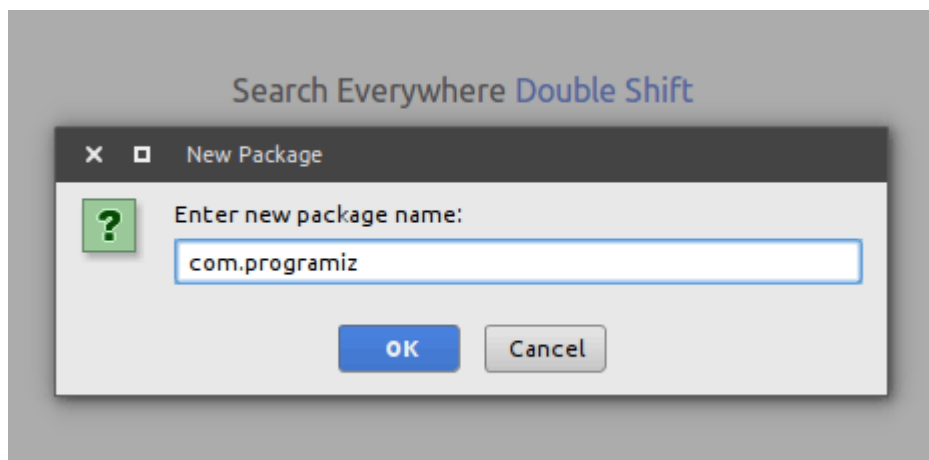 Search Everywhere Double Shift
New Package
Enter new package name:
com.programiz
OK Cancel